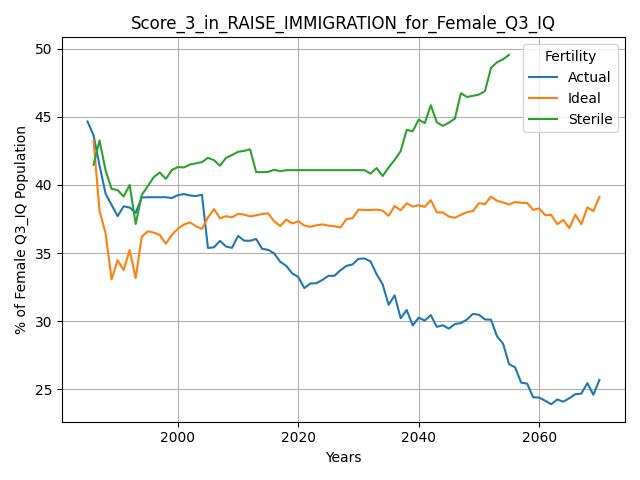 Score_3_in_RAISE_IMMIGRATION_for_Female_Q3_IQ
% of Female Q3_IQ Population
50
45
40
35
30
25
Fertility
Actual
Ideal
Sterile
2000
2020
2040
2060
Years